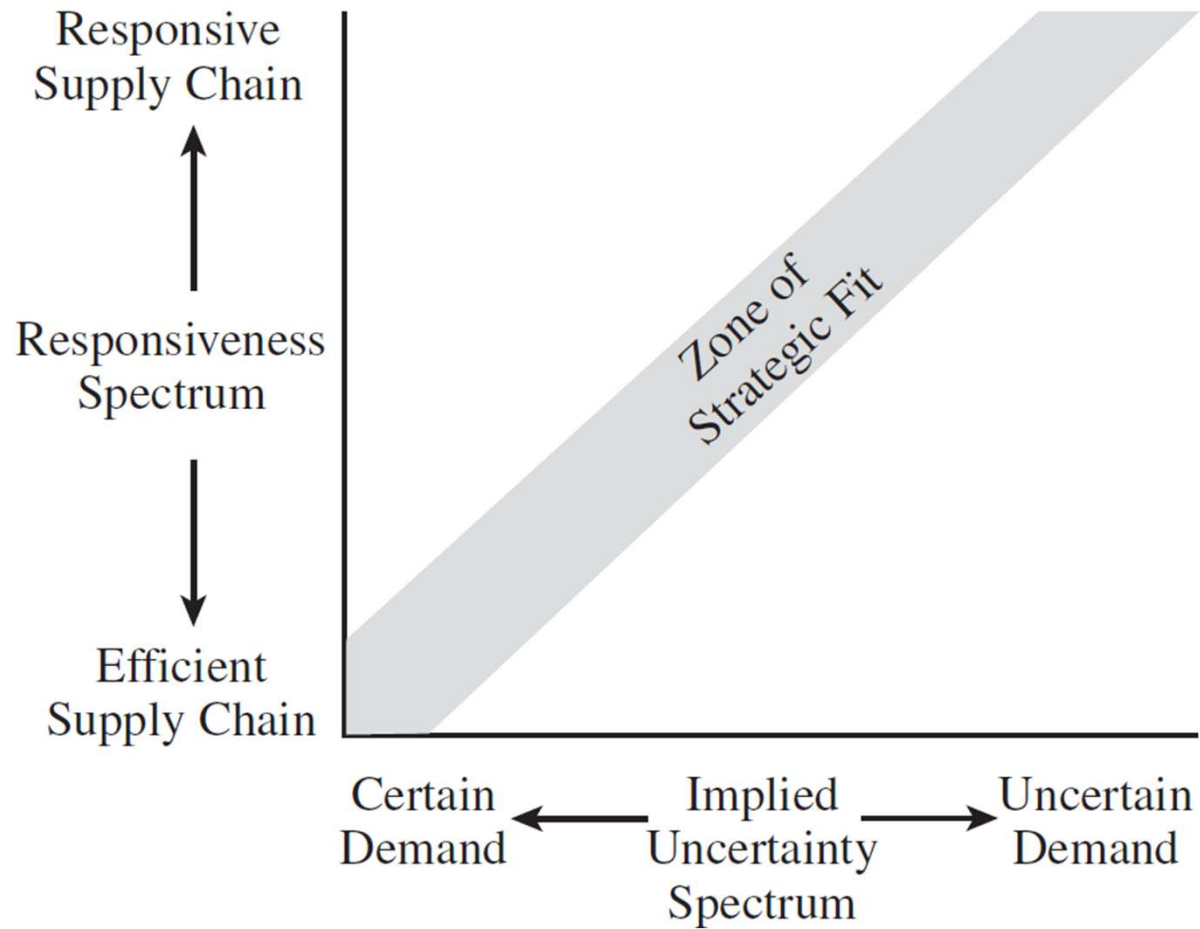 Responsive
Supply Chain
Responsiveness
Spectrum
Efficient
Supply Chain
Zone of
Strategic Fit
Certain
Demand
Implied
Uncertainty
Spectrum
Uncertain
Demand